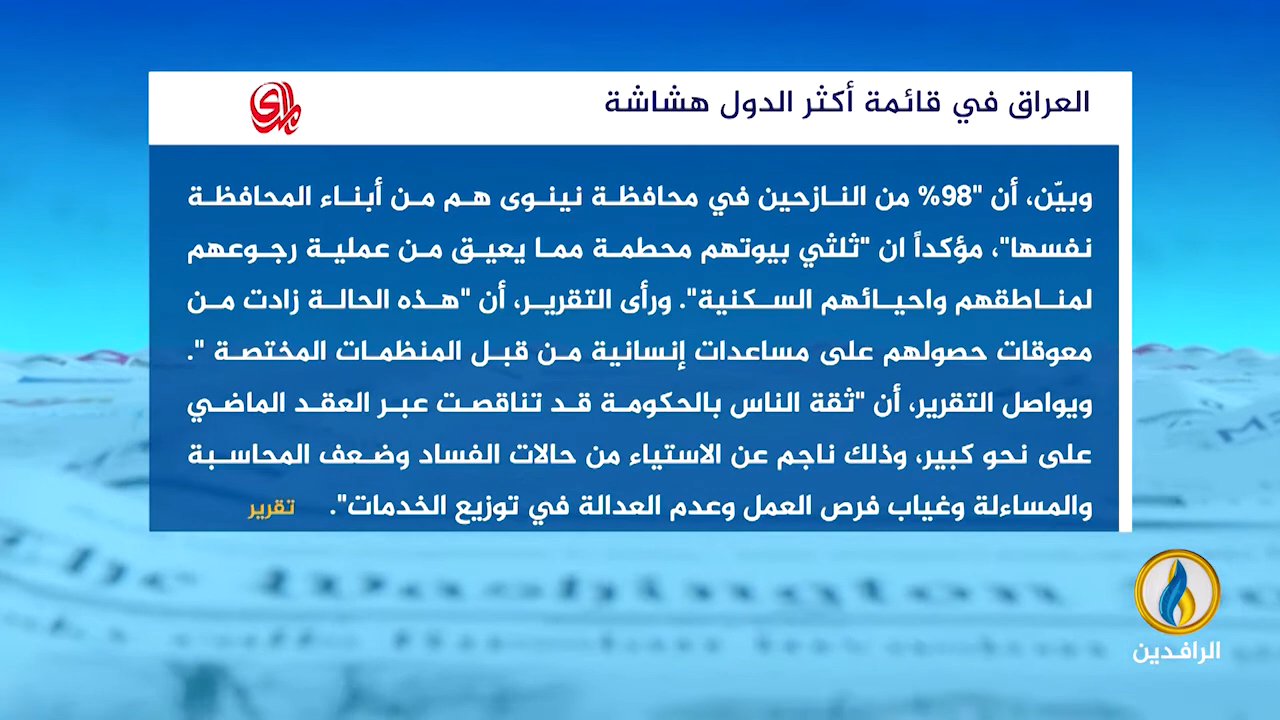 العراق في قائمة أكثر الدول هشاشة
المدى
وبيّن، أن "98% من النازحين في محافظة نينوى هم من أبناء المحافظة
نفسها"، مؤكداً ان "ثلثي بيوتهم محطمة مما يعيق من عملية رجوعهم
لمناطقهم واحيائهم السكنية". ورأى التقرير، أن "هذه الحالة زادت من
معوقات حصولهم على مساعدات إنسانية من قبل المنظمات المختصة ".
ويواصل التقرير، أن "ثقة الناس بالحكومة قد تناقصت عبر العقد الماضي
على نحو كبير، وذلك ناجم عن الاستياء من حالات الفساد وضعف المحاسبة
والمساءلة وغياب فرص العمل وعدم العدالة في توزيع الخدمات". تقرير
الرافدين